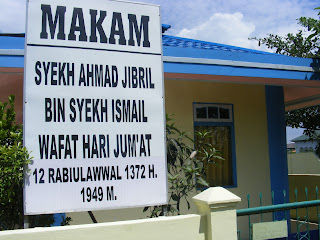 MAKAM
SYEKH AHMAD JIBRIL
BIN SYEKH ISMAIL
WAFAT HARI JUM'AT
12 RABIULAWWAL 1372 H.
1949 M.